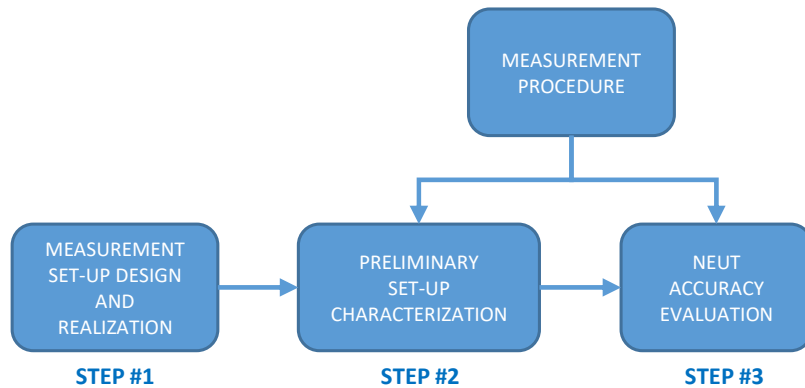 MEASUREMENT
PROCEDURE
MEASUREMENT
SET-UP DESIGN
AND
REALIZATION
PRELIMINARY
SET-UP
CHARACTERIZATION
NEUT
ACCURACY
EVALUATION
STEP #1
STEP #2
STEP #3